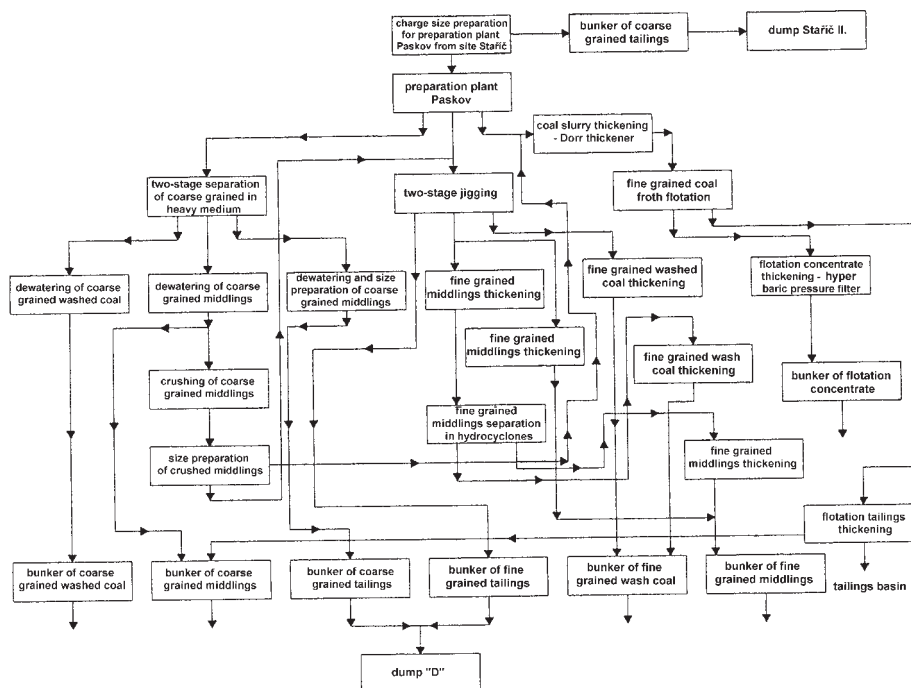 charge size preparation
for preparation plant
Paskov from site Staříč
bunker of coarse
grained tailings
dump Staříč II.
preparation plant
Paskov
coal slurry thickening
- Dorr thickener
two-stage separation
of coarse grained in
heavy medium
two-stage jigging
fine grained coal
froth flotation
dewatering of coarse
grained washed coal
dewatering of coarse
grained middlings
dewatering and size
preparation of coarse
grained middlings
fine grained
middlings thickening
fine grained washed
coal thickening
flotation concentrate
thickening - hyper
baric pressure filter
fine grained
middlings thickening
fine grained wash
coal thickening
bunker of flotation
concentrate
crushing of coarse
grained middlings
fine grained
middlings separation
in hydrocyclones
size preparation
of crushed middlings
fine grained
middlings thickening
flotation tailings
thickening
bunker of coarse
grained washed coal
bunker of coarse
grained middlings
bunker of coarse
grained tailings
bunker of fine
grained tailings
bunker of fine
grained wash coal
bunker of fine
grained middlings
tailings basin
dump "D"